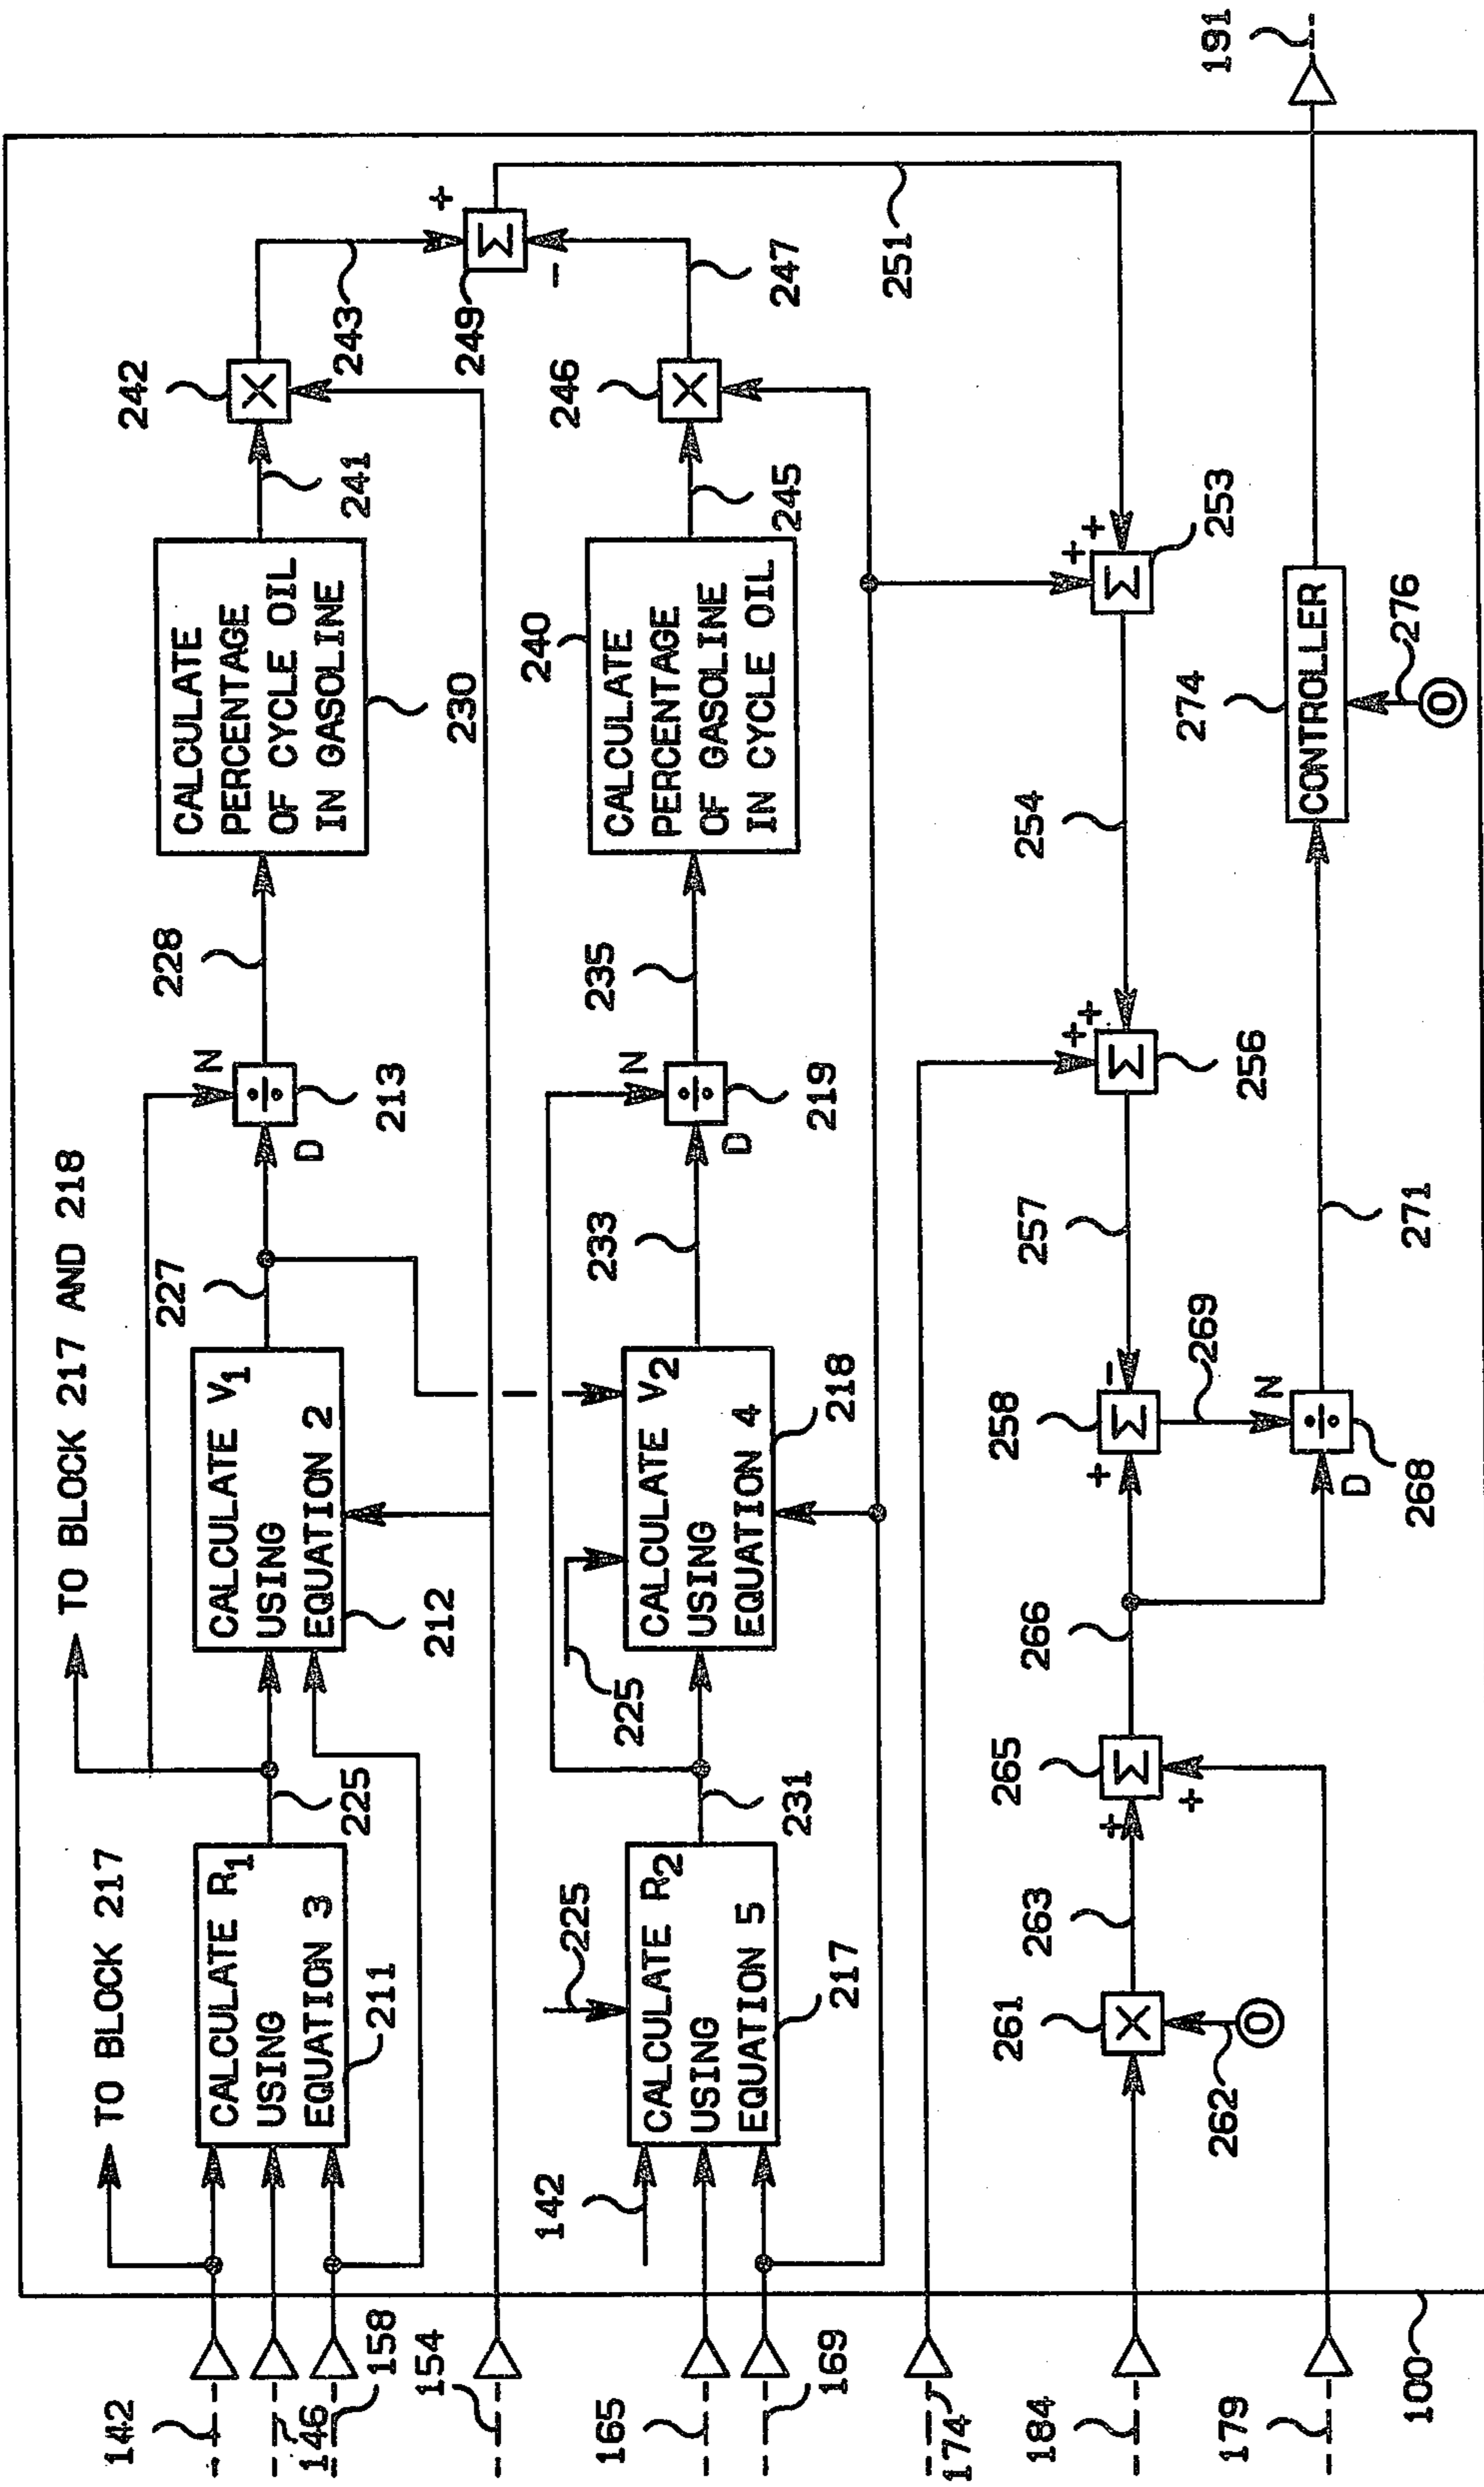 TO BLOCK 217
TO BLOCK 217 AND 218
142
146
158
154
CALCULATE R1
USING
EQUATION 3
211
225
CALCULATE V1
USING
EQUATION 2
212
227
N
D
213
228
CALCULATE
PERCENTAGE
OF CYCLE OIL
IN GASOLINE
230
241
242
X
243
+
Σ
-
249
165
169
142
225
CALCULATE R2
USING
EQUATION 5
217
231
225
CALCULATE V2
USING
EQUATION 4
218
233
N
÷
D
219
235
CALCULATE
PERCENTAGE
OF GASOLINE
IN CYCLE OIL
240
245
246
X
247
251
174
184
179
100
261
X
262
0
263
+
+
265
Σ
266
+
-
258
Σ
269
N
÷
D
268
257
+
+
Σ
256
254
+
+
Σ
253
271
274
CONTROLLER
276
0
191